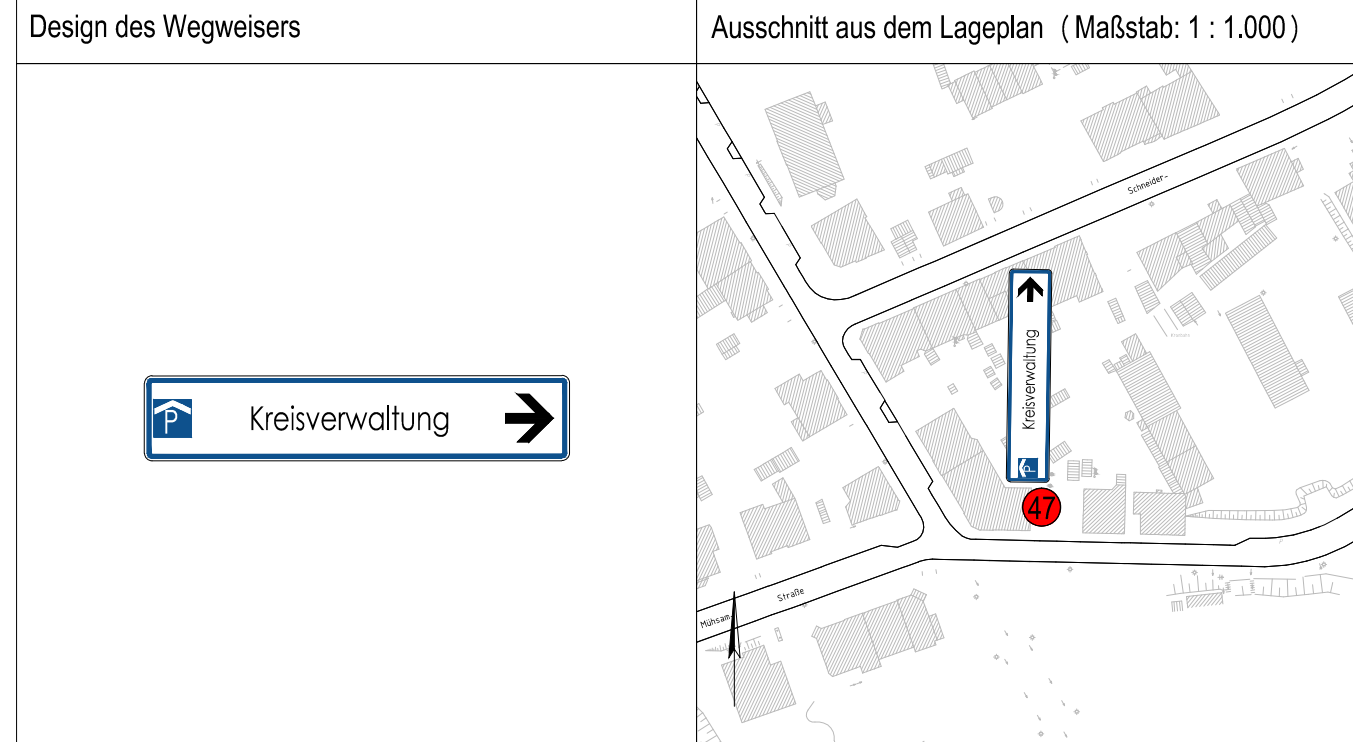 Design des Wegweisers
Ausschnitt aus dem Lageplan (Maßstab: 1 : 1.000)
P Kreisverwaltung
Schneider-
Kreisverwaltung
P
47
Straße
Mühsam